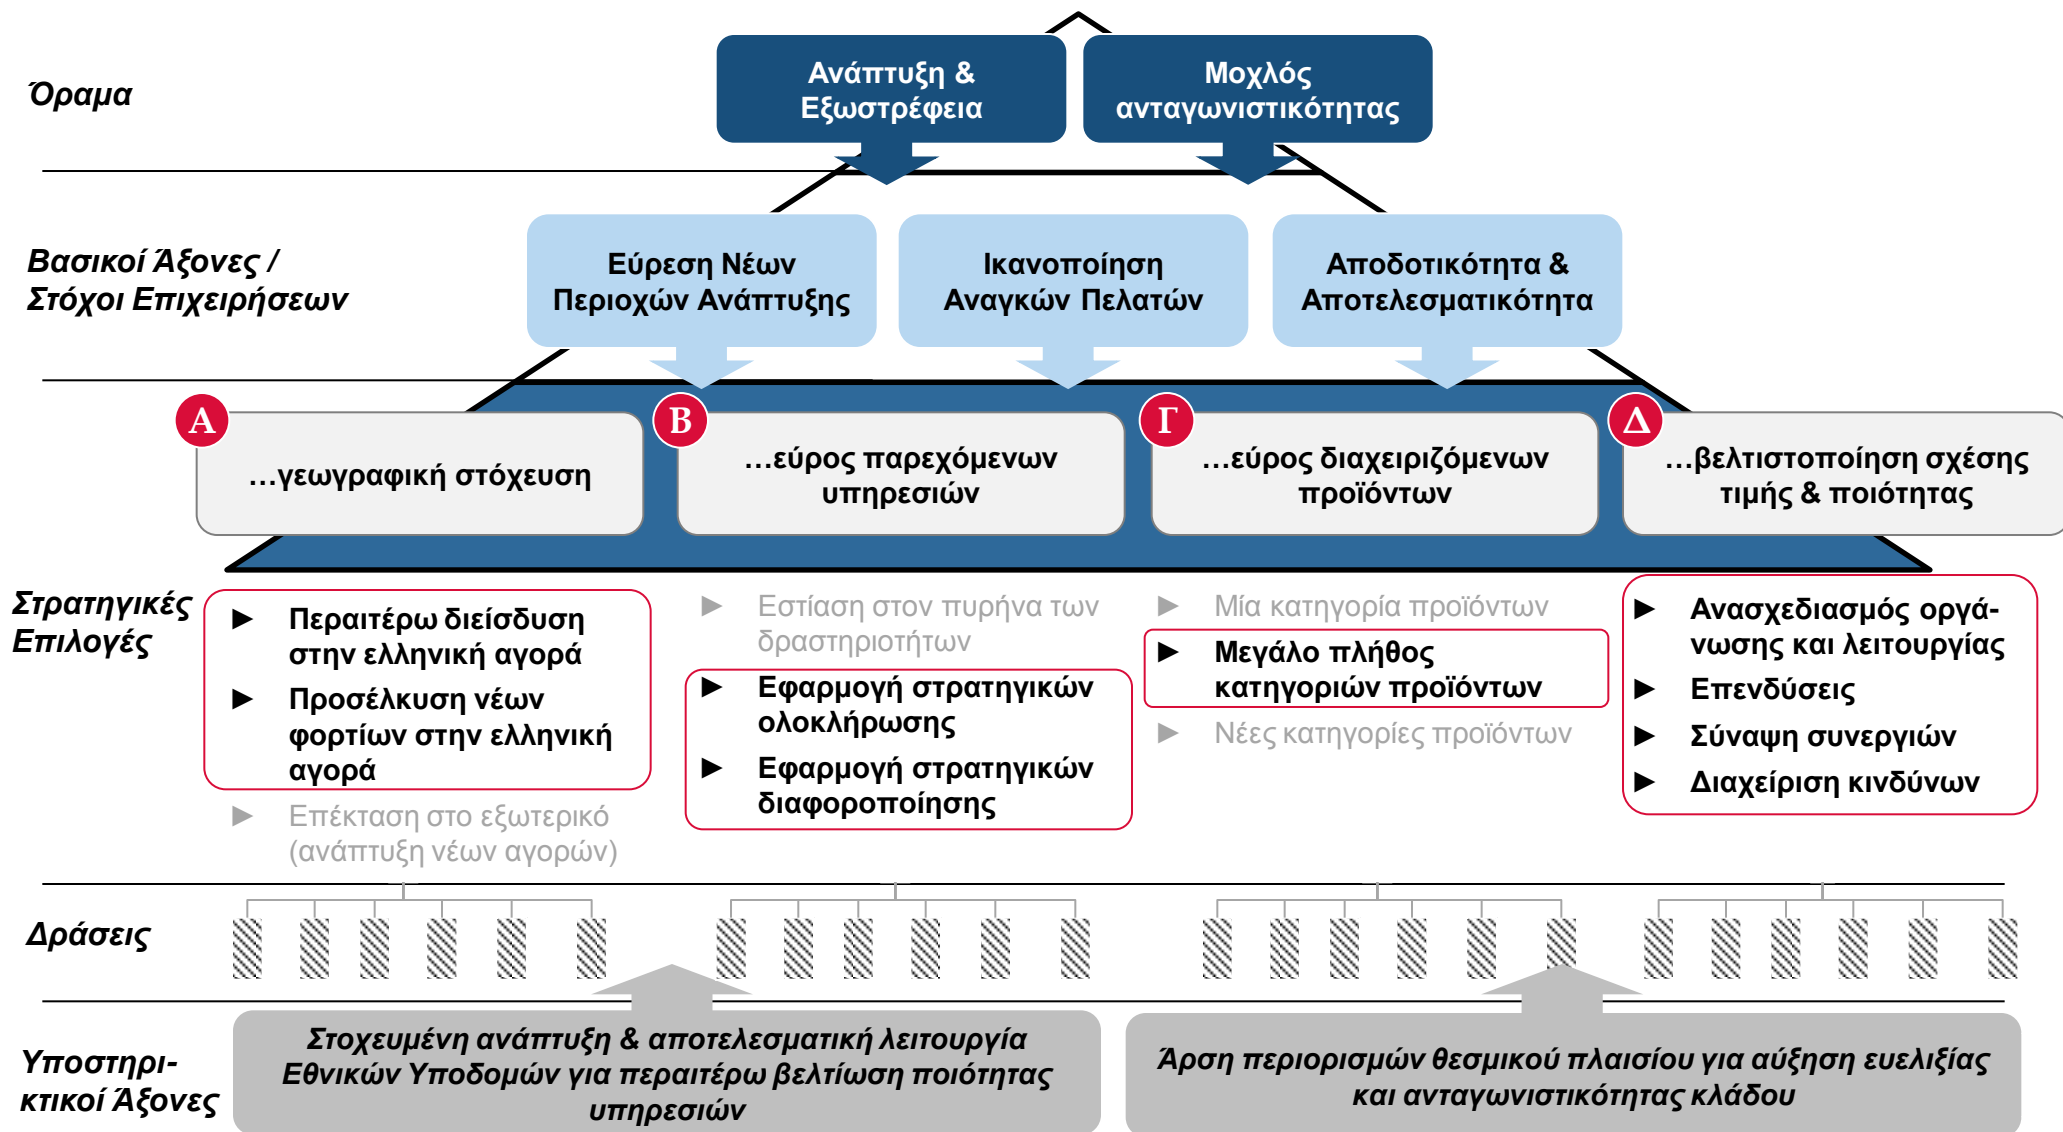 Όραμα
Ανάπτυξη &
Εξωστρέφεια
Μοχλός
ανταγωνιστικότητας
Βασικοί Άξονες /
Στόχοι Επιχειρήσεων
Εύρεση Νέων
Περιοχών Ανάπτυξης
Ικανοποίηση
Αναγκών Πελατών
Αποδοτικότητα &
Αποτελεσματικότητα
Α
…γεωγραφική στόχευση
Β
…εύρος παρεχόμενων
υπηρεσιών
Γ
…εύρος διαχειριζόμενων
προϊόντων
Δ
…βελτιστοποίηση σχέσης
τιμής & ποιότητας
Στρατηγικές
Επιλογές
► Περαιτέρω διείσδυση
στην ελληνική αγορά
► Προσέλκυση νέων
φορτίων στην ελληνική
αγορά
► Επέκταση στο εξωτερικό
(ανάπτυξη νέων αγορών)
► Εστίαση στον πυρήνα των
δραστηριοτήτων
► Εφαρμογή στρατηγικών
ολοκλήρωσης
► Εφαρμογή στρατηγικών
διαφοροποίησης
► Μία κατηγορία προϊόντων
► Μεγάλο πλήθος
κατηγοριών προϊόντων
► Νέες κατηγορίες προϊόντων
► Ανασχεδιασμός οργά-
νωσης και λειτουργίας
► Επενδύσεις
► Σύναψη συνεργιών
► Διαχείριση κινδύνων
Δράσεις
Υποστηρι-
κτικοί Άξονες
Στοχευμένη ανάπτυξη & αποτελεσματική λειτουργία
Εθνικών Υποδομών για περαιτέρω βελτίωση ποιότητας
υπηρεσιών
Άρση περιορισμών θεσμικού πλαισίου για αύξηση ευελιξίας
και ανταγωνιστικότητας κλάδου